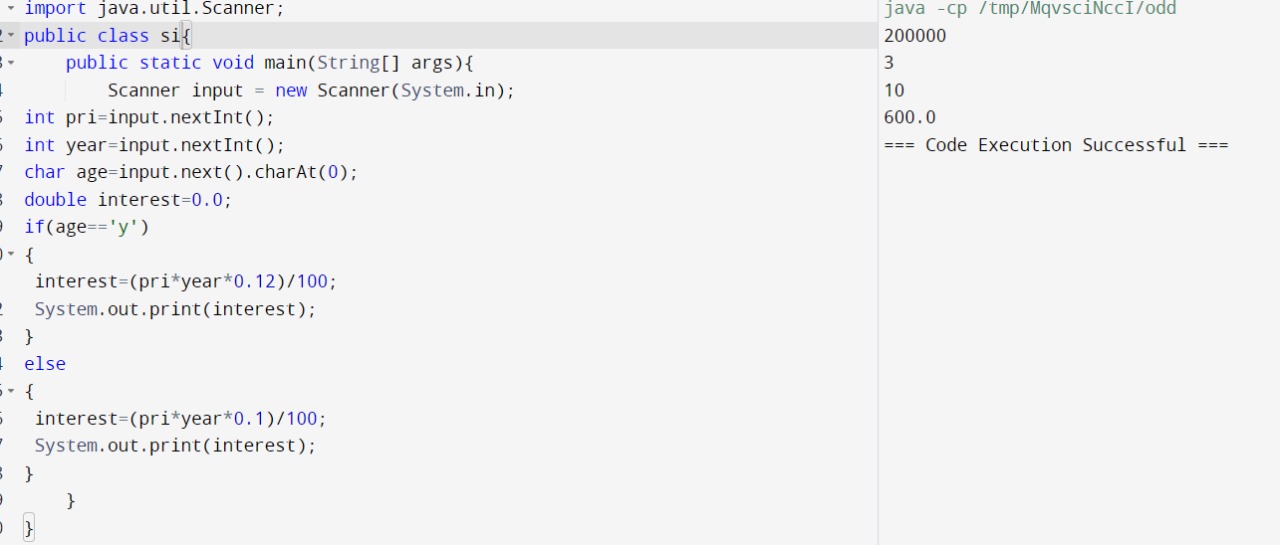 import java.util.Scanner;
public class si{
    public static void main(String[] args){
        Scanner input = new Scanner(System.in);
int pri=input.nextInt();
int year=input.nextInt();
char age=input.next().charAt(0);
double interest=0.0;
if(age=='y')
{
 interest=(pri*year*0.12)/100;
 System.out.print(interest);
}
else
{
 interest=(pri*year*0.1)/100;
 System.out.print(interest);
}
    }
}
java -cp /tmp/MqvsciNccI/odd
200000
3
10
600.0
=== Code Execution Successful ===